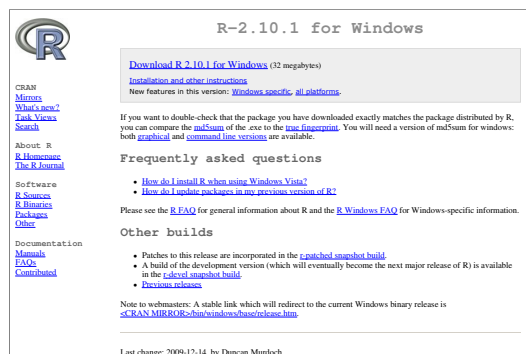 R
CRAN
Mirrors
What's new?
Task Views
Search
About R
R Homepage
The R Journal
Software
R Sources
R Binaries
Packages
Other
Documentation
Manuals
FAQs
Contributed
R-2.10.1 for Windows
Download R 2.10.1 for Windows (32 megabytes)
Installation and other instructions
New features in this version: Windows specific, all platforms.
If you want to double-check that the package you have downloaded exactly matches the package distributed by R,
you can compare the md5sum of the .exe to the true fingerprint. You will need a version of md5sum for windows:
both graphical and command line versions are available.
Frequently asked questions
• How do I install R when using Windows Vista?
• How do I update packages in my previous version of R?
Please see the R FAQ for general information about R and the R Windows FAQ for Windows-specific information.
Other builds
• Patches to this release are incorporated in the r-patched snapshot build.
• A build of the development version (which will eventually become the next major release of R) is available
in the r-devel snapshot build.
• Previous releases
Note to webmasters: A stable link which will redirect to the current Windows binary release is
<CRAN MIRROR>/bin/windows/base/release.htm.
Last change: 2009-12-14, by Duncan Murdoch